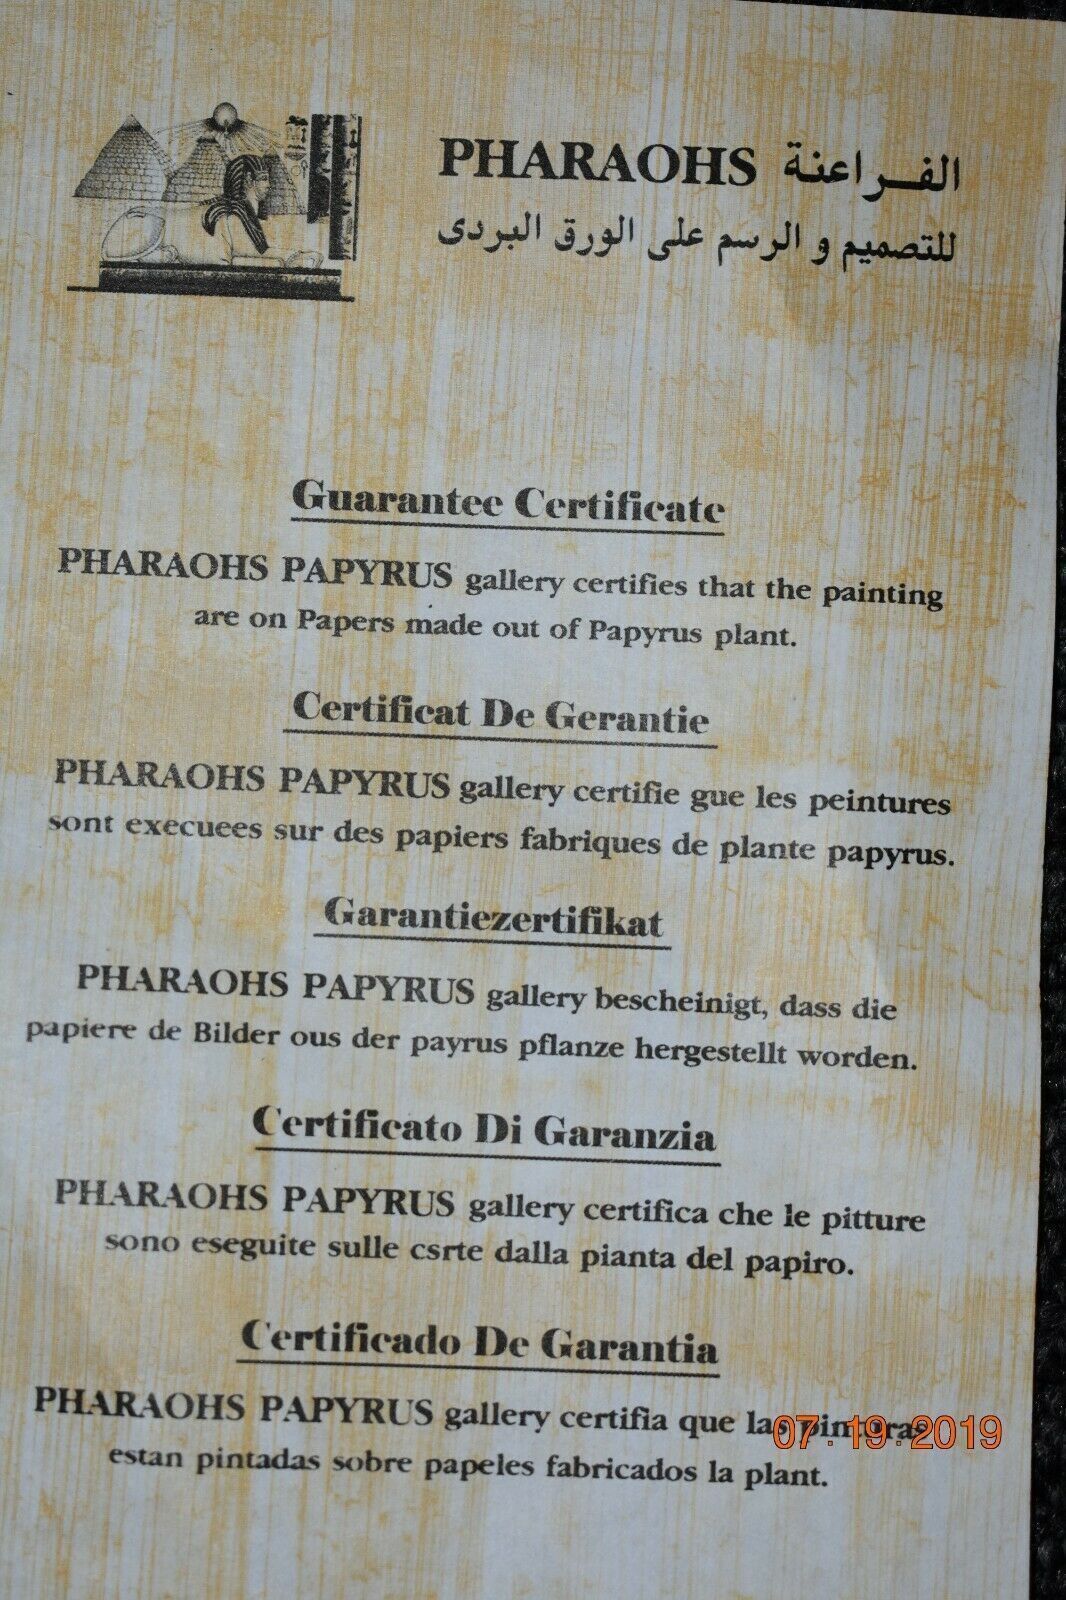 PHARAOHS الفراعنة
للتصميم و الرسم على الورق البردى
Guarantee Certificate
PHARAOHS PAPYRUS gallery certifies that the painting
are on Papers made out of Papyrus plant.
Certificat De Gerantie
PHARAOHS PAPYRUS gallery certifie gue les peintures
sont execuees sur des papiers fabriques de plante papyrus.
Garantiezertifikat
PHARAOHS PAPYRUS gallery bescheinigt, dass die
papiere de Bilder ous der payrus pflanze hergestellt worden.
Certificato Di Garanzia
PHARAOHS PAPYRUS gallery certifica che le pitture
sono eseguite sulle csrte dalla pianta del papiro.
Certificado De Garantia
PHARAOHS PAPYRUS gallery certifia que las pinturas
estan pintadas sobre papeles fabricados la plant.
07.19.2019